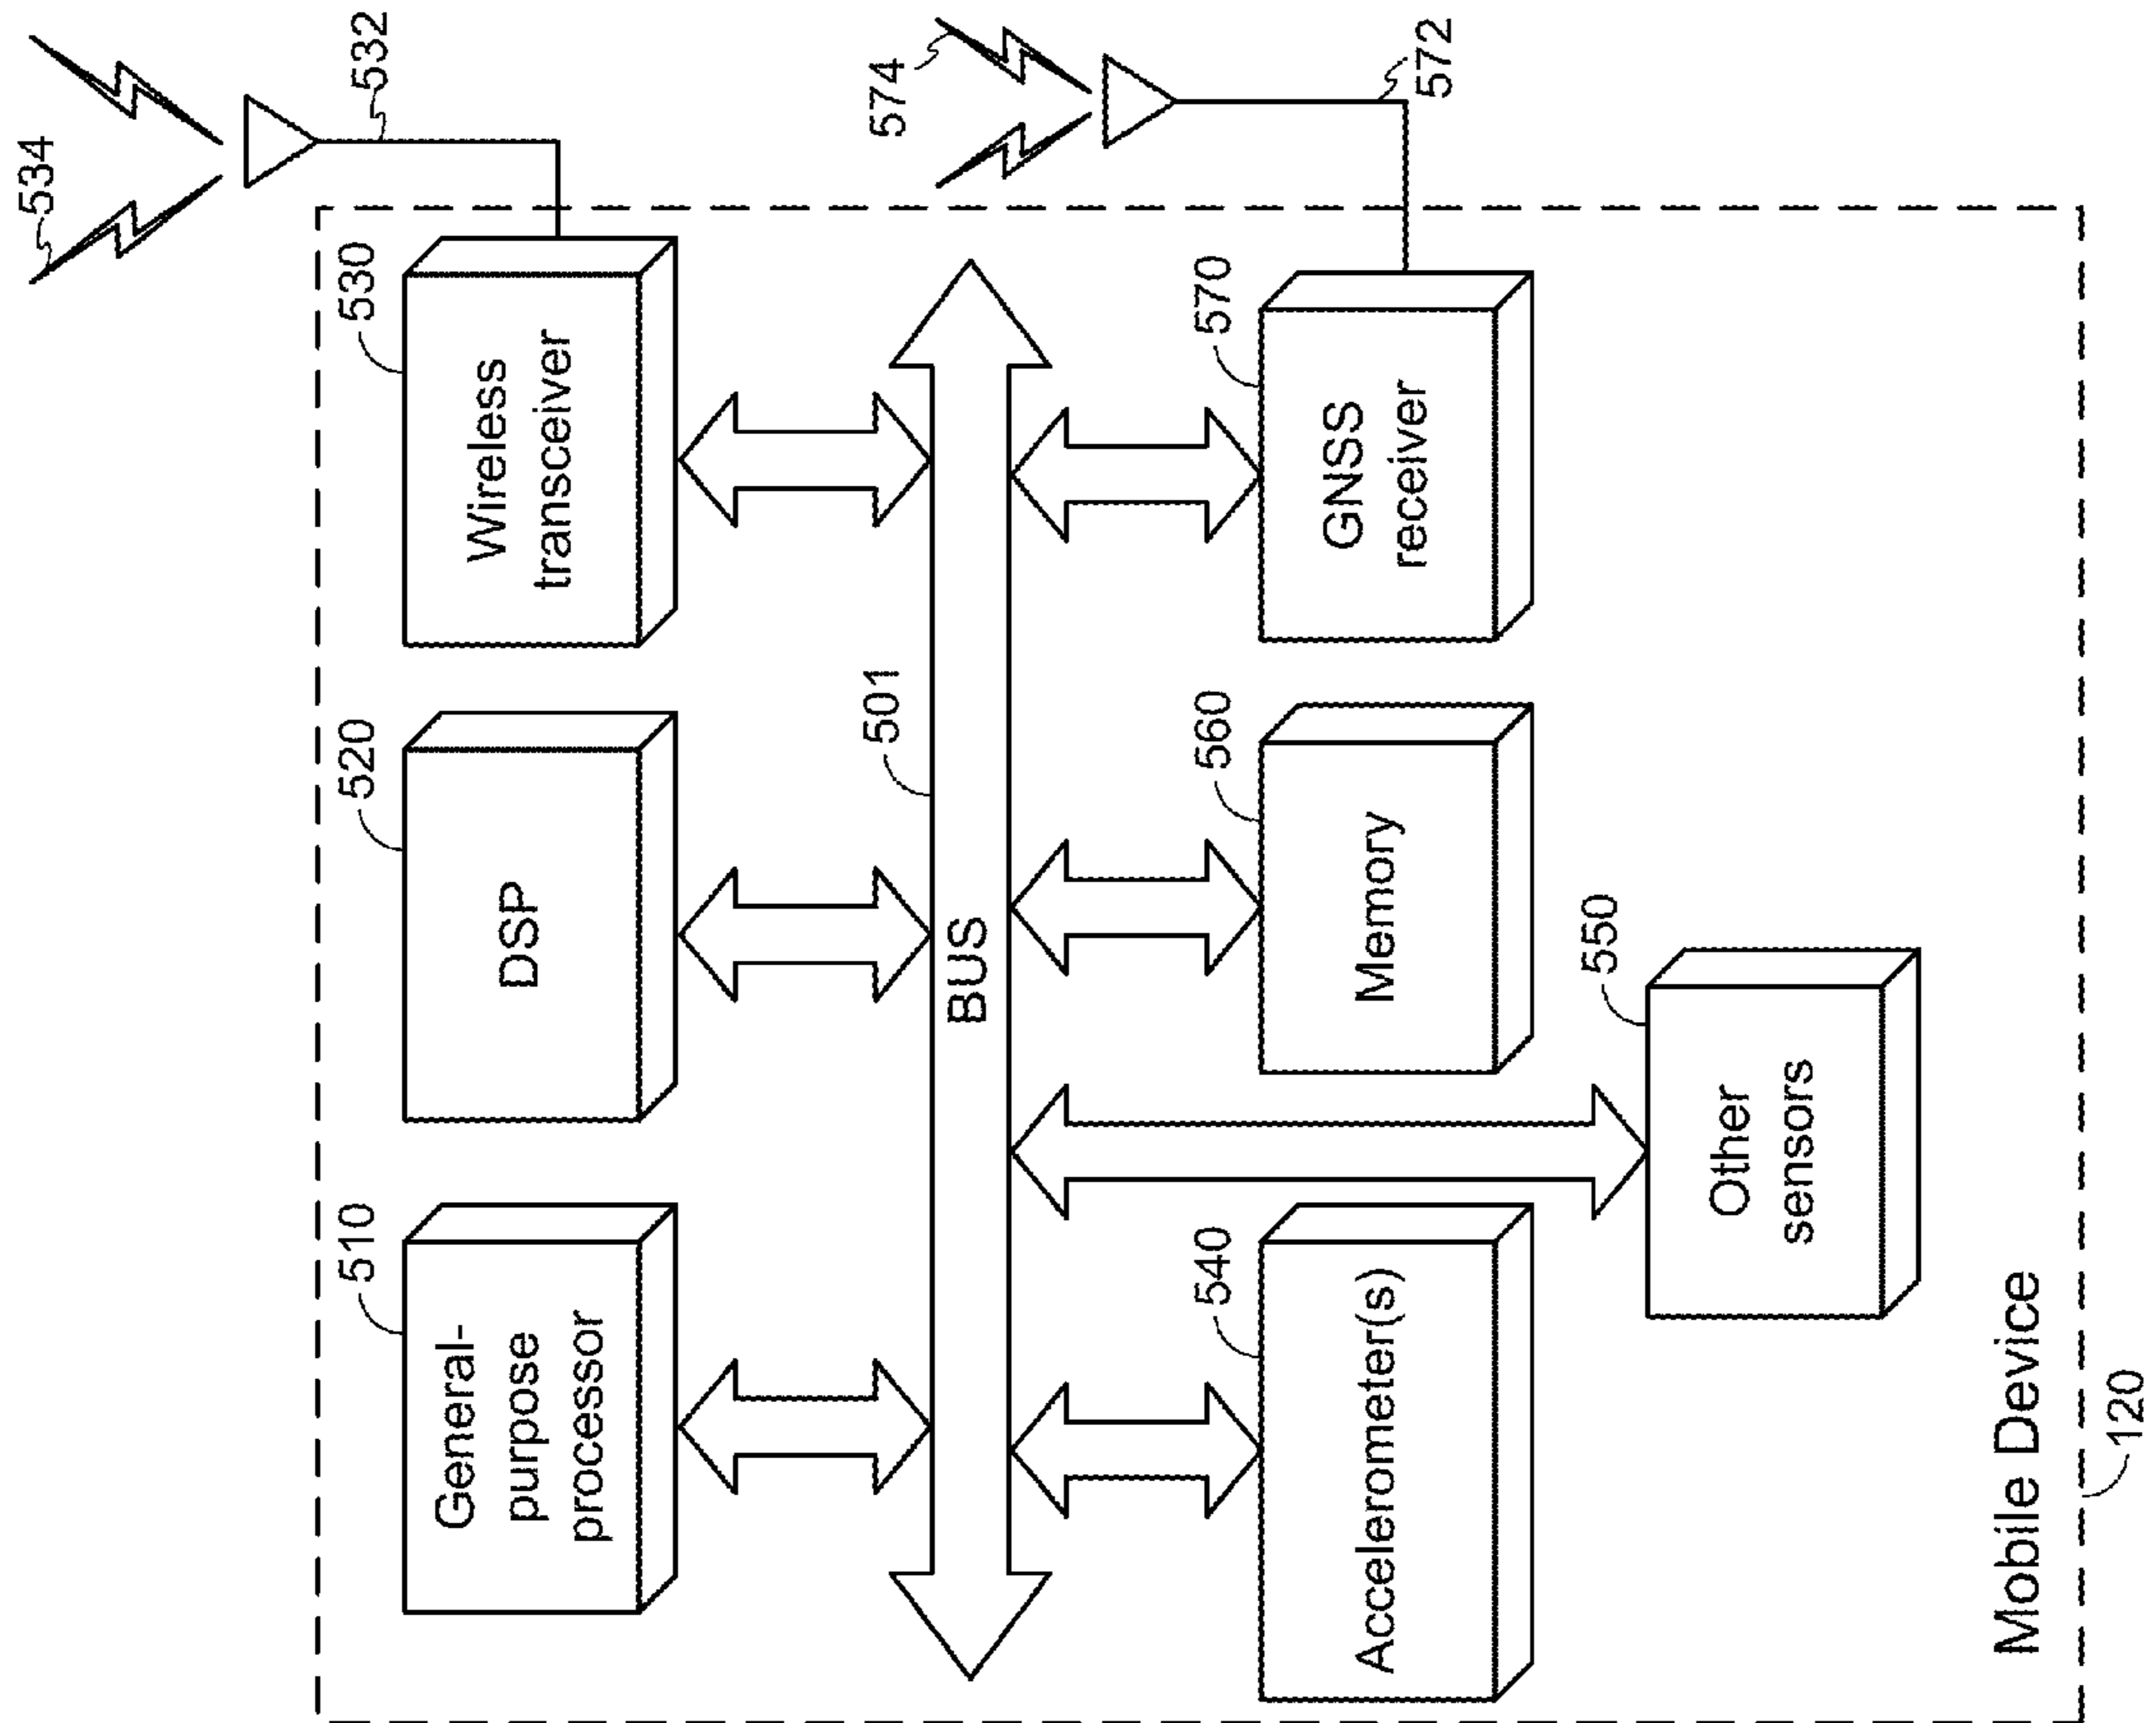 534
532
574
572
510
General-
purpose
processor
520
DSP
530
Wireless
transceiver
501
BUS
540
Accelerometer(s)
560
Memory
570
GNSS
receiver
550
Other
sensors
Mobile Device
120